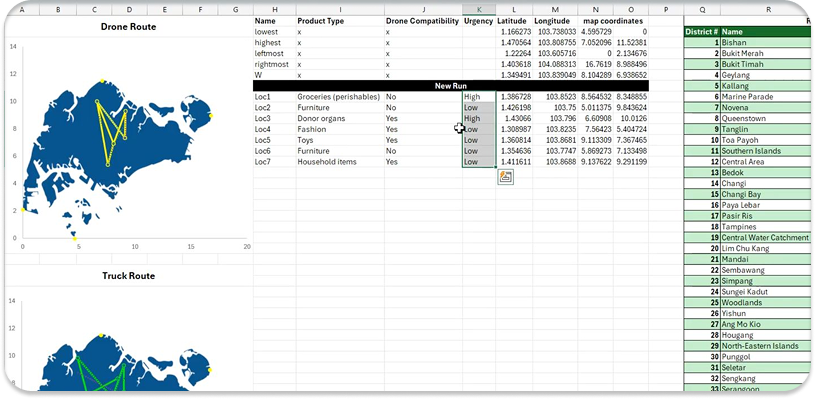 A B C D E F G H I J K L M N O P Q R
Drone Route
14
12
10
8
6
4
2
0
0 5 10 15 20
Truck Route
14
12
10
8
Name Product Type Drone Compatibility Urgency Latitude Longitude map coordinates
lowest x x 1.166273 103.738033 4.595729 0
highest x x 1.470564 103.808755 7.052096 11.52381
leftmost x x 1.22264 103.605716 0 2.134676
rightmost x x 1.403618 104.088313 16.7619 8.988496
W x x 1.349491 103.839049 8.104289 6.938652
New Run
Loc1 Groceries (perishables) No High 1.386728 103.8523 8.564532 8.348855
Loc2 Furniture No Low 1.426198 103.75 5.011375 9.843624
Loc3 Donor organs Yes High 1.43066 103.796 6.60908 10.0126
Loc4 Fashion Yes Low 1.308987 103.8235 7.56423 5.404724
Loc5 Toys Yes Low 1.360814 103.8681 9.113309 7.367465
Loc6 Furniture No Low 1.354636 103.7747 5.869273 7.133498
Loc7 Household items Yes Low 1.411611 103.8688 9.137622 9.291199
District # Name
1 Bishan
2 Bukit Merah
3 Bukit Timah
4 Geylang
5 Kallang
6 Marine Parade
7 Novena
8 Queenstown
9 Tanglin
10 Toa Payoh
11 Southern Islands
12 Central Area
13 Bedok
14 Changi
15 Changi Bay
16 Paya Lebar
17 Pasir Ris
18 Tampines
19 Central Water Catchment
20 Lim Chu Kang
21 Mandai
22 Sembawang
23 Simpang
24 Sungei Kadut
25 Woodlands
26 Yishun
27 Ang Mo Kio
28 Hougang
29 North-Eastern Islands
30 Punggol
31 Seletar
32 Sengkang
33 Serangoon